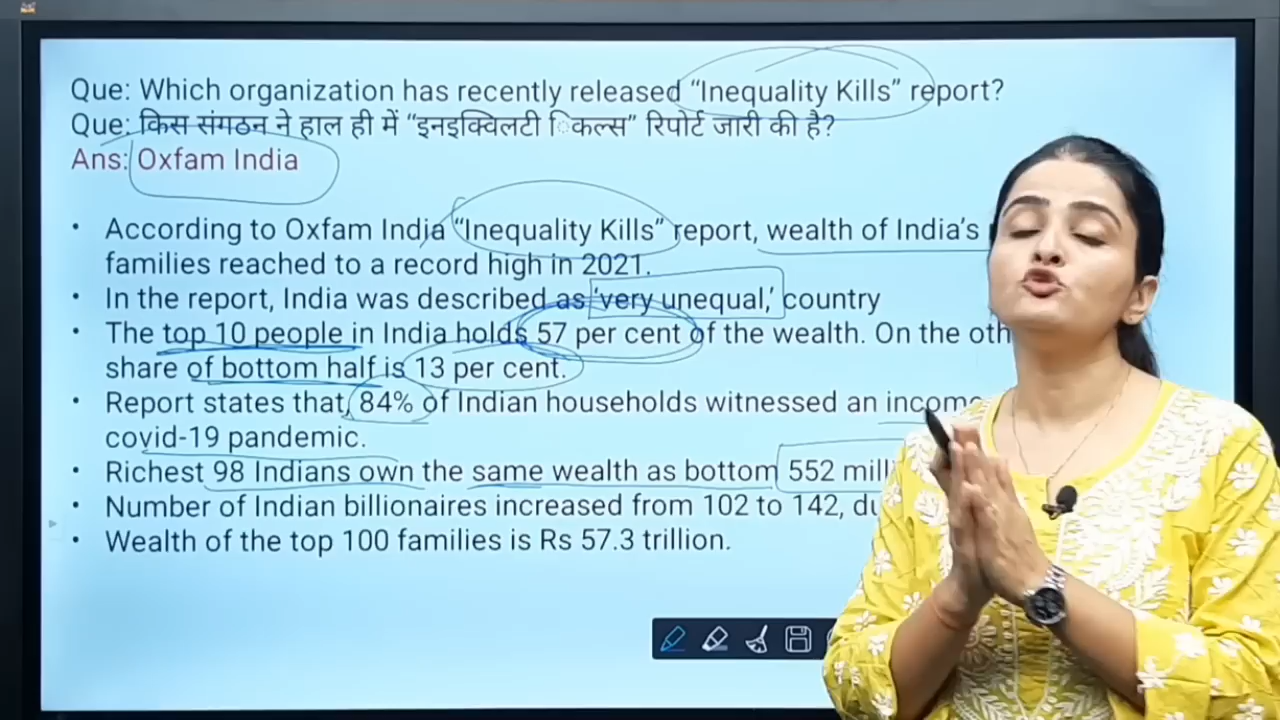 Que: Which organization has recently released “Inequality Kills” report?
Que: किस संगठन ने हाल ही में “इनइक्विलटी िकल्स” रिपोर्ट जारी की है?
Ans: Oxfam India
• According to Oxfam India “Inequality Kills” report, wealth of India’s
families reached to a record high in 2021.
• In the report, India was described as ‘very unequal,’ country
• The top 10 people in India holds 57 per cent of the wealth. On the
share of bottom half is 13 per cent.
• Report states that, 84% of Indian households witnessed an income
covid-19 pandemic.
• Richest 98 Indians own the same wealth as bottom 552
• Number of Indian billionaires increased from 102 to 142,
• Wealth of the top 100 families is Rs 57.3 trillion.